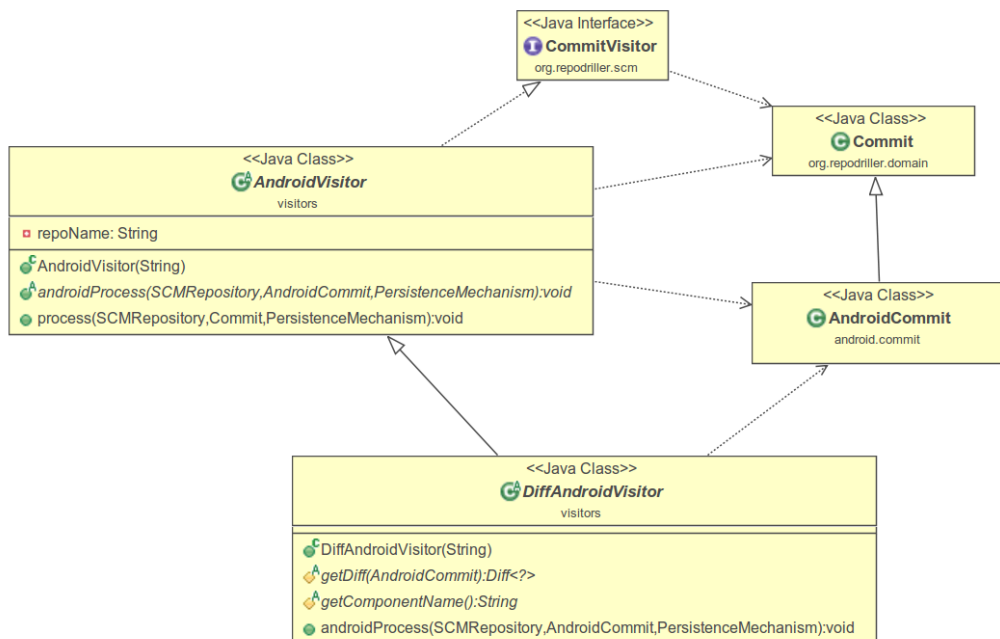 <<Java Interface>>
CommitVisitor
org.repodriller.scm
<<Java Class>>
Commit
org.repodriller.domain
<<Java Class>>
AndroidVisitor
visitors
repoName: String
AndroidVisitor(String)
androidProcess(SCMRepository,AndroidCommit,PersistenceMechanism):void
process(SCMRepository,Commit,PersistenceMechanism):void
<<Java Class>>
AndroidCommit
android.commit
<<Java Class>>
DiffAndroidVisitor
visitors
DiffAndroidVisitor(String)
getDiff(AndroidCommit):Diff<?>
getComponentName():String
androidProcess(SCMRepository,AndroidCommit,PersistenceMechanism):void